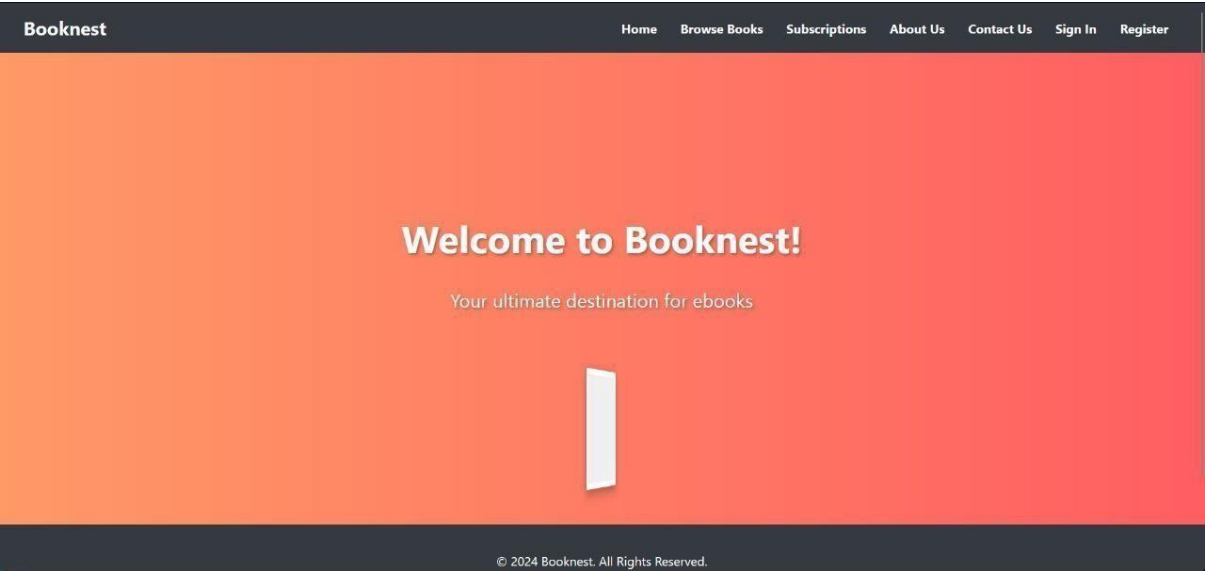 Booknest
Home Browse Books Subscriptions About Us Contact Us Sign In Register
Welcome to Booknest!
Your ultimate destination for ebooks
© 2024 Booknest. All Rights Reserved.